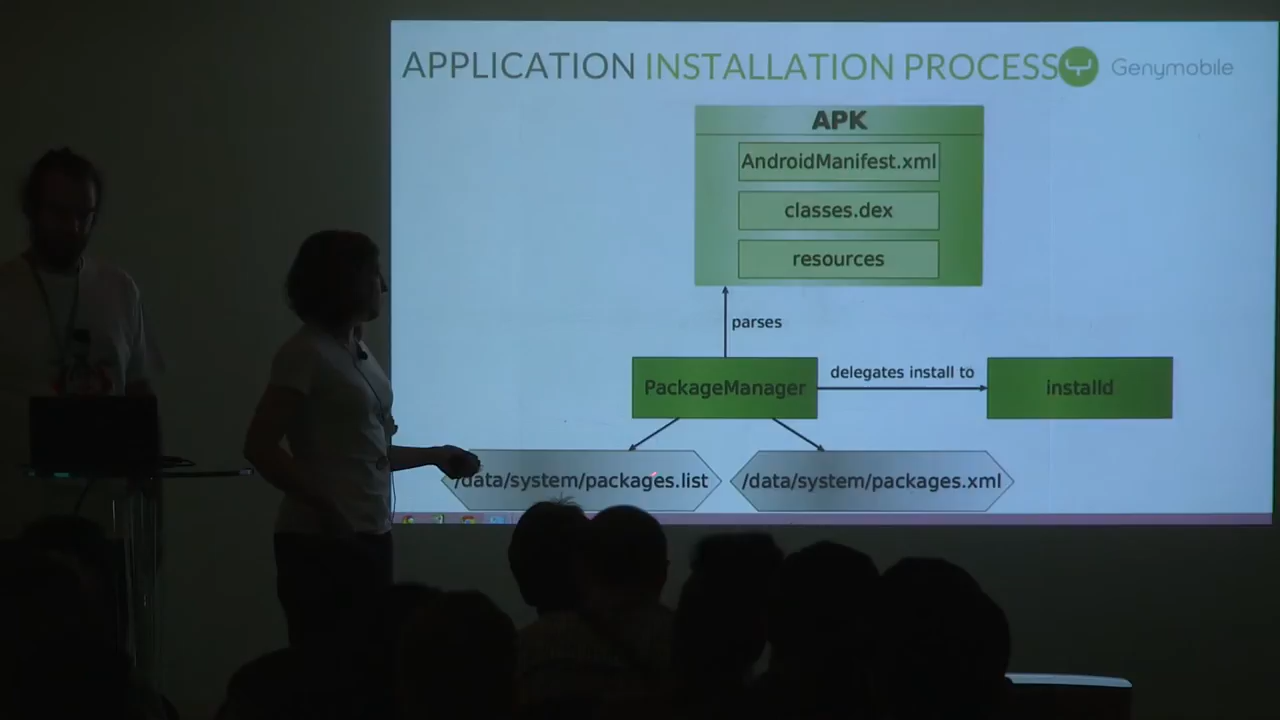 APPLICATION INSTALLATION PROCESS
Genymobile
APK
AndroidManifest.xml
classes.dex
resources
parses
PackageManager
delegates install to
installd
/data/system/packages.list
/data/system/packages.xml